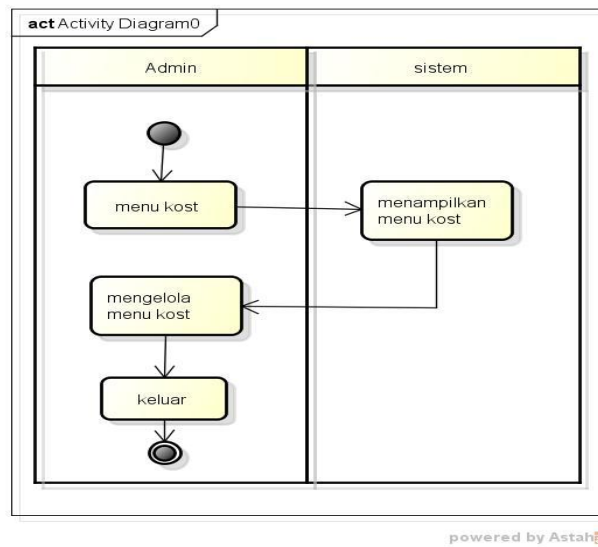 act Activity Diagram0
Admin
sistem
menu kost
menampilkan
menu kost
mengelola
menu kost
keluar
powered by Astah